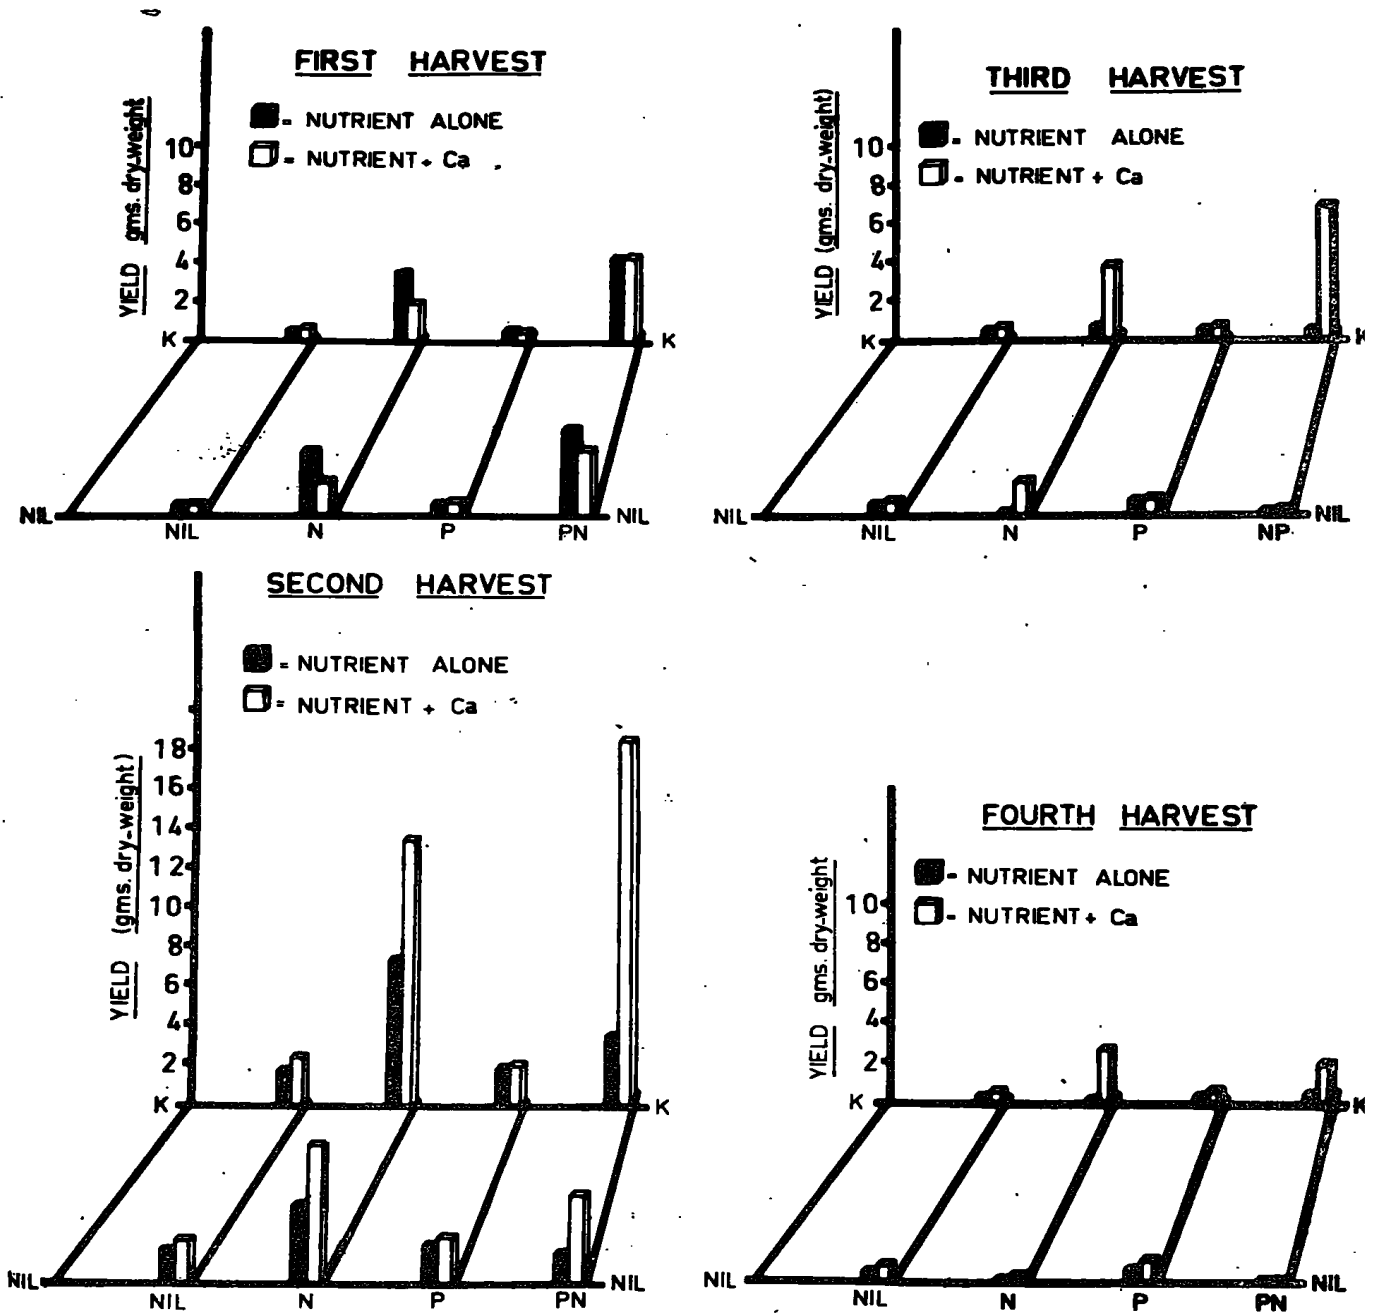 FIRST HARVEST
= NUTRIENT ALONE
= NUTRIENT + Ca
YIELD gms. dry-weight
10
8
6
4
2
K K
NIL NIL
NIL N P PN
THIRD HARVEST
= NUTRIENT ALONE
- NUTRIENT + Ca
YIELD (gms. dry-weight)
10
8
6
4
2
K K
NIL NIL
NIL N P NP
SECOND HARVEST
= NUTRIENT ALONE
= NUTRIENT + Ca
YIELD (gms. dry-weight)
18
16
14
12
10
8
6
4
2
K K
NIL NIL
NIL N P PN
FOURTH HARVEST
= NUTRIENT ALONE
= NUTRIENT + Ca
YIELD gms. dry-weight
10
8
6
4
2
K K
NIL NIL
NIL N P PN